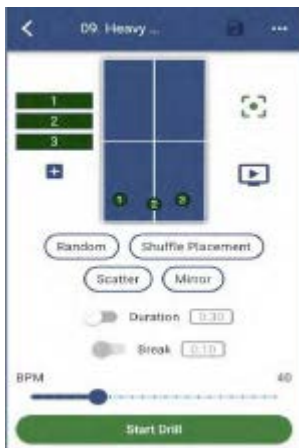 09. Heavy ...
1
2
3
1 2 3
Random Shuffle Placement
Scatter Mirror
Duration 0:30
Break 0:10
BPM 40
Start Drill